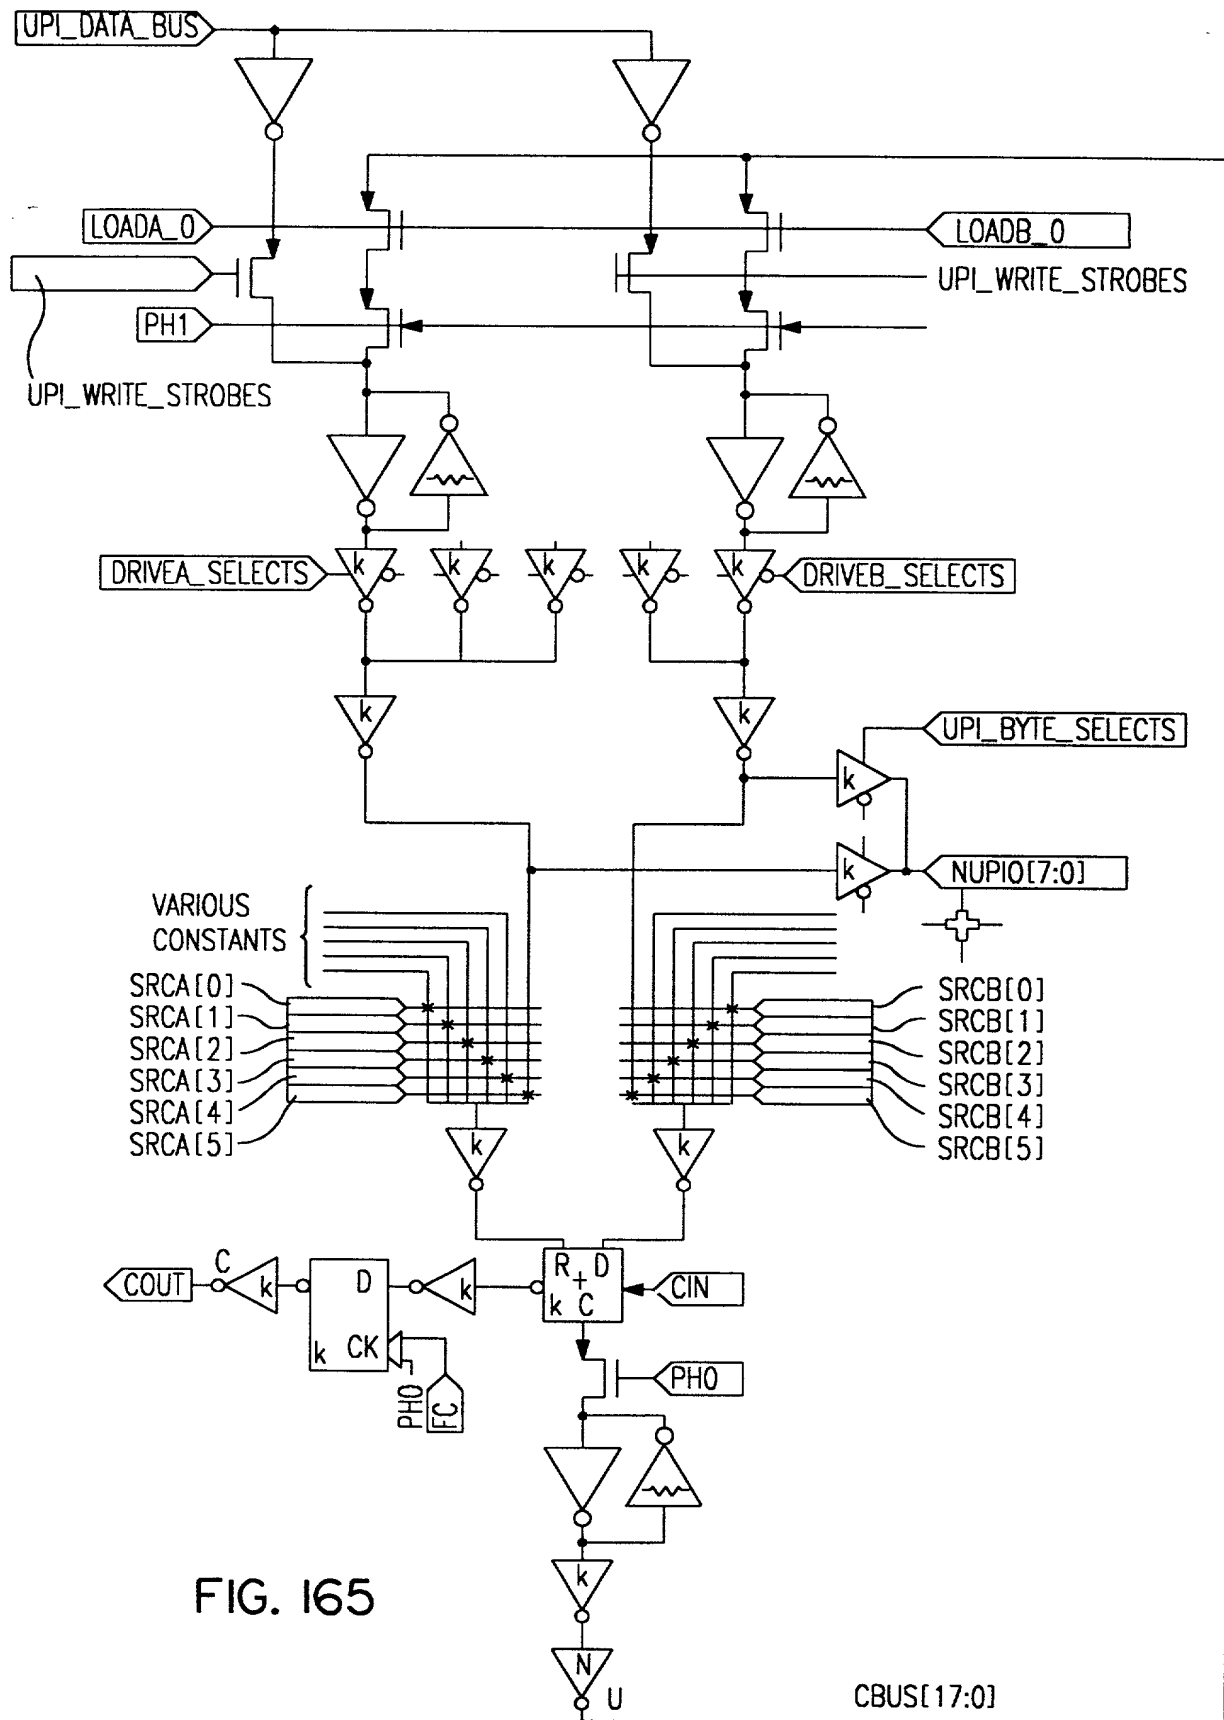 UPI_DATA_BUS
LOADA_0
LOADB_0
UPI_WRITE_STROBES
PH1
UPI_WRITE_STROBES
DRIVEA_SELECTS
k
k
k
k
k
DRIVEB_SELECTS
k
k
UPI_BYTE_SELECTS
k
k
NUPIO[7:0]
VARIOUS
CONSTANTS
SRCA[0]
SRCA[1]
SRCA[2]
SRCA[3]
SRCA[4]
SRCA[5]
SRCB[0]
SRCB[1]
SRCB[2]
SRCB[3]
SRCB[4]
SRCB[5]
k
k
COUT
C
k
D
k
CK
k
R
D
+
k
C
CIN
PH0
FC
PH0
k
FIG. 165
N
U
CBUS[17:0]